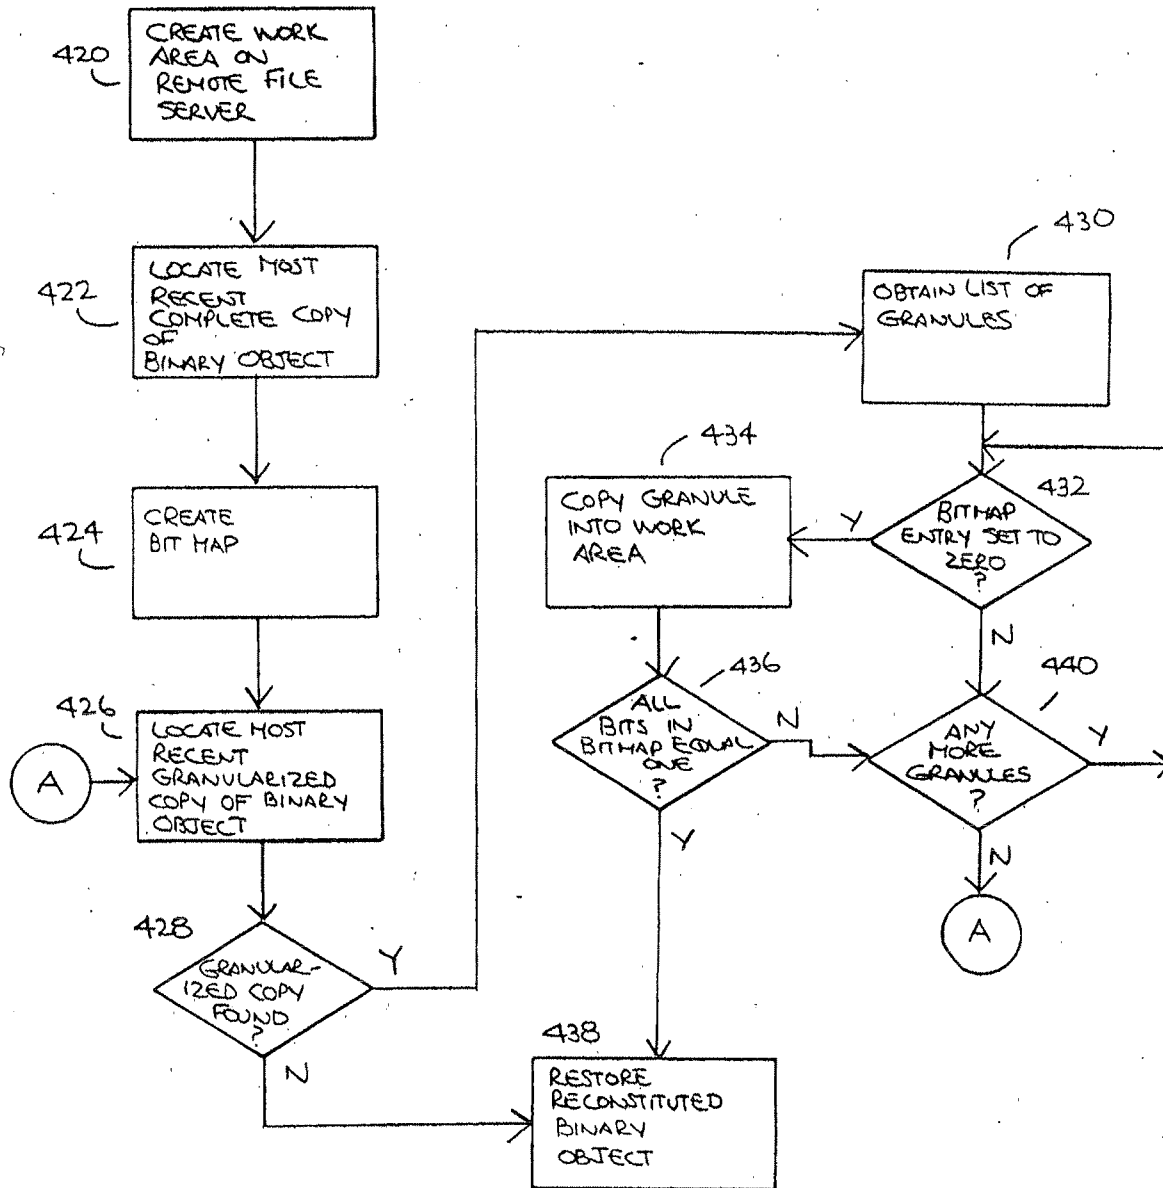 420
CREATE WORK
AREA ON
REMOTE FILE
SERVER
422
LOCATE MOST
RECENT
COMPLETE COPY
OF
BINARY OBJECT
424
CREATE
BIT MAP
426
LOCATE MOST
RECENT
GRANULARIZED
COPY OF BINARY
OBJECT
A
428
GRANULAR-
IZED COPY
FOUND
?
Y
N
430
OBTAIN LIST OF
GRANULES
432
BITMAP
ENTRY SET TO
ZERO
?
Y
N
434
COPY GRANULE
INTO WORK
AREA
436
ALL
BITS IN
BITMAP EQUAL
ONE
?
N
Y
440
ANY
MORE
GRANULES
?
Y
N
A
438
RESTORE
RECONSTITUTED
BINARY
OBJECT